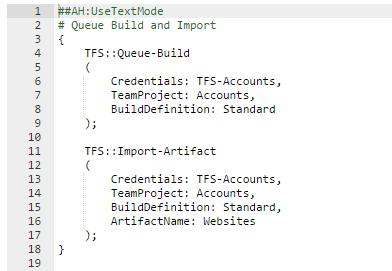 1 ##AH:UseTextMode
2 # Queue Build and Import
3 {
4     TFS::Queue-Build
5     (
6         Credentials: TFS-Accounts,
7         TeamProject: Accounts,
8         BuildDefinition: Standard
9     );
10
11     TFS::Import-Artifact
12     (
13         Credentials: TFS-Accounts,
14         TeamProject: Accounts,
15         BuildDefinition: Standard,
16         ArtifactName: Websites
17     );
18 }
19